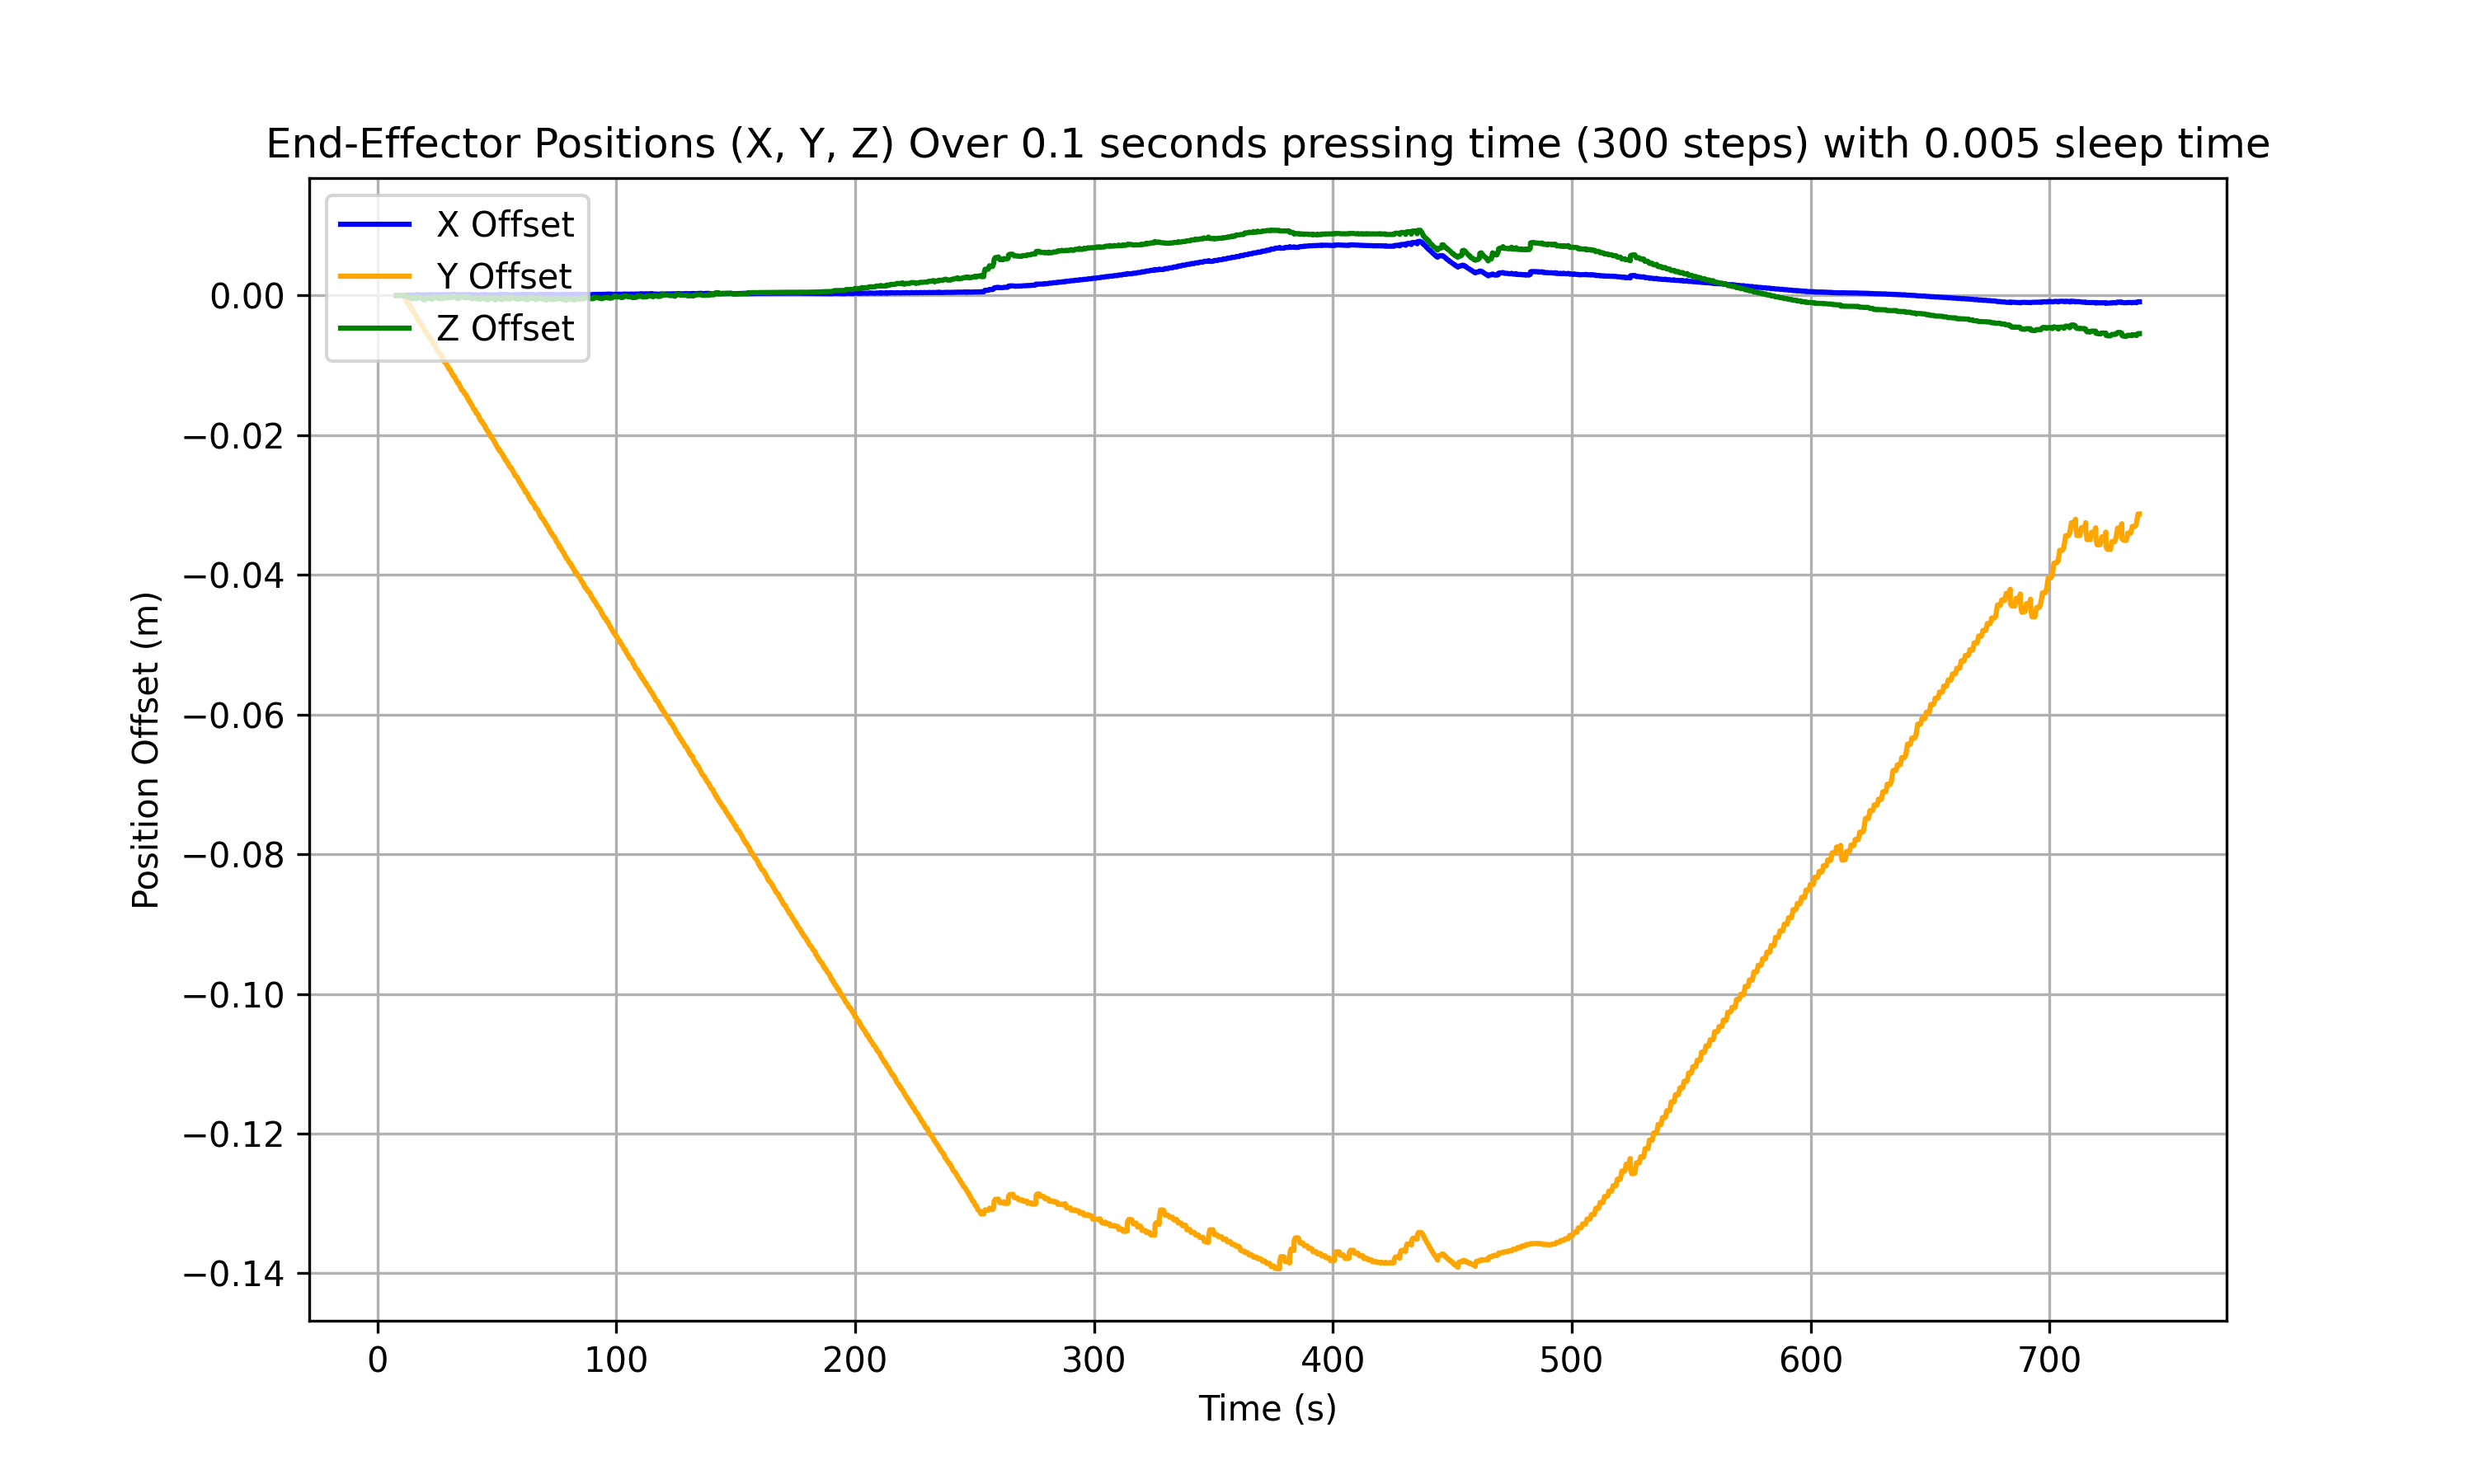 End-Effector Positions (X, Y, Z) Over 0.1 seconds pressing time (300 steps) with 0.005 sleep time
X Offset
Y Offset
Z Offset
0.00
−0.02
−0.04
−0.06
−0.08
−0.10
−0.12
−0.14
Position Offset (m)
0 100 200 300 400 500 600 700
Time (s)